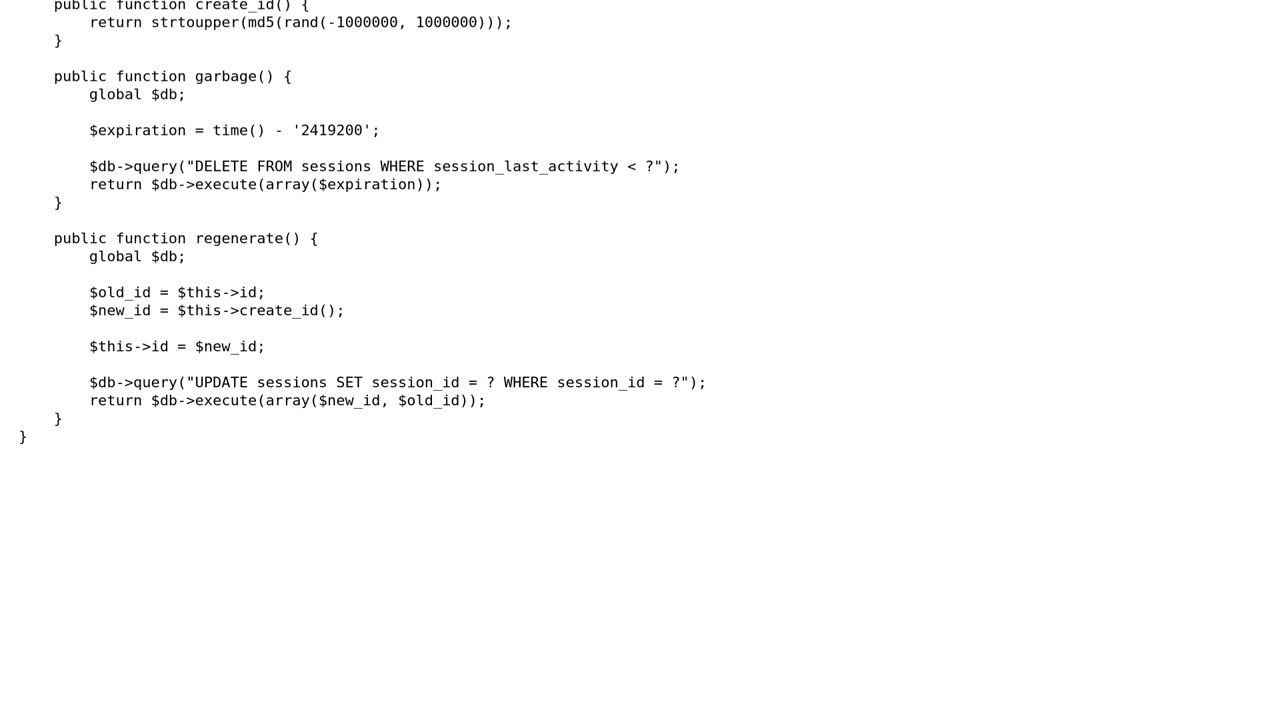 public function create_id() {
return strtoupper(md5(rand(-1000000, 1000000)));
}
public function garbage() {
global $db;
$expiration = time() - '2419200';
$db->query("DELETE FROM sessions WHERE session_last_activity < ?");
return $db->execute(array($expiration));
}
public function regenerate() {
global $db;
$old_id = $this->id;
$new_id = $this->create_id();
$this->id = $new_id;
$db->query("UPDATE sessions SET session_id = ? WHERE session_id = ?");
return $db->execute(array($new_id, $old_id));
}
}